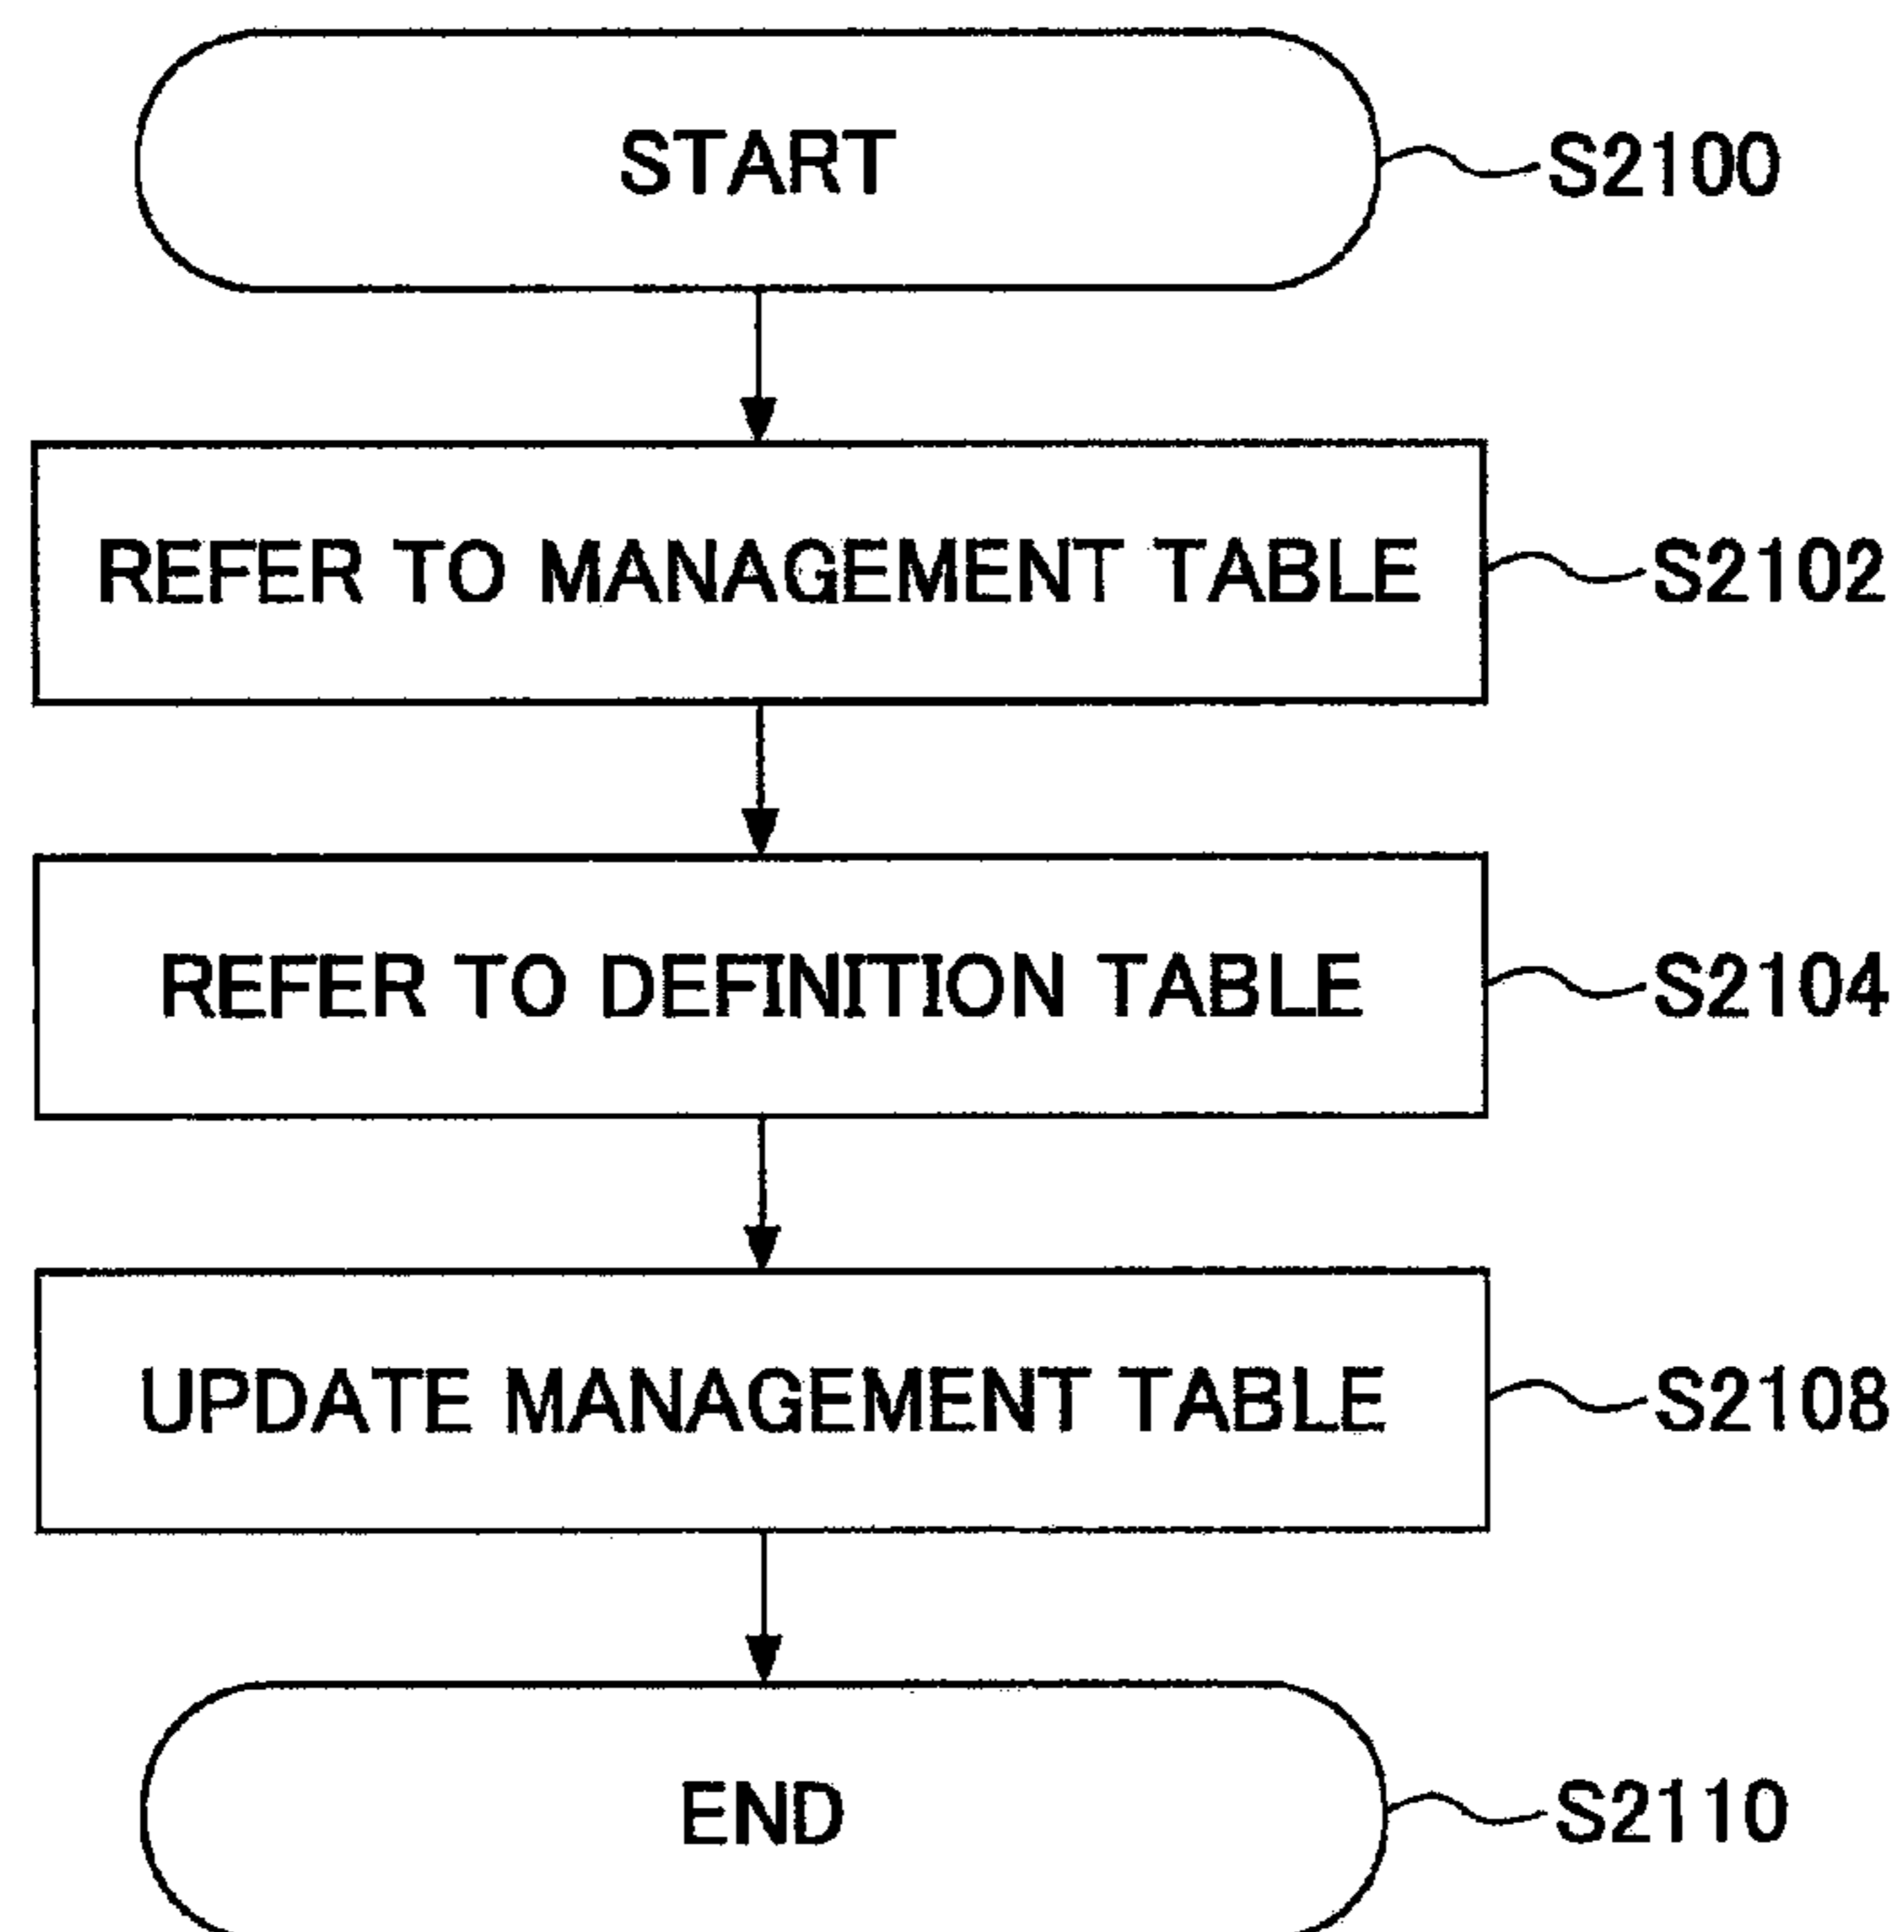 START
S2100
REFER TO MANAGEMENT TABLE
S2102
REFER TO DEFINITION TABLE
S2104
UPDATE MANAGEMENT TABLE
S2108
END
S2110